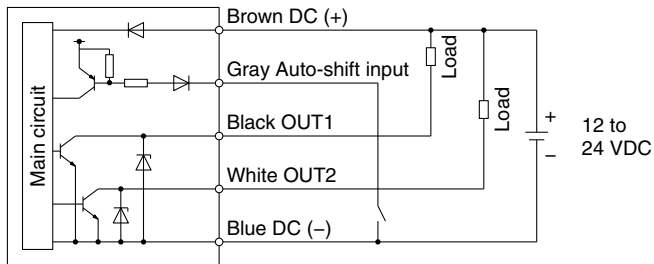 Brown DC (+)
Gray Auto-shift input
Black OUT1
White OUT2
Blue DC (−)
Main circuit
Load
Load
+
−
12 to
24 VDC